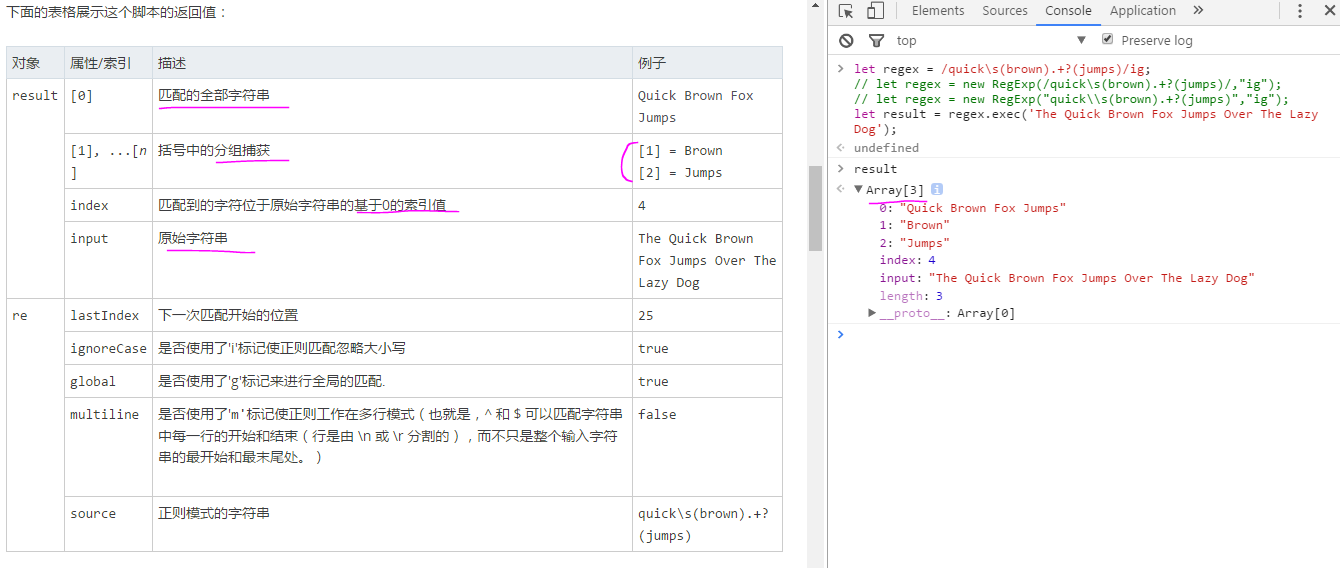 下面的表格展示这个脚本的返回值：
对象 属性/索引 描述 例子
result [0] 匹配的全部字符串 Quick Brown Fox
Jumps
[1], ...[n 括号中的分组捕获 [1] = Brown
] [2] = Jumps
index 匹配到的字符位于原始字符串的基于0的索引值 4
input 原始字符串 The Quick Brown
Fox Jumps Over The
Lazy Dog
re lastIndex 下一次匹配开始的位置 25
ignoreCase 是否使用了'i'标记使正则匹配忽略大小写 true
global 是否使用了'g'标记来进行全局的匹配. true
multiline 是否使用了'm'标记使正则工作在多行模式（也就是，^ 和 $ 可以匹配字符串 false
中每一行的开始和结束（行是由 \n 或 \r 分割的），而不只是整个输入字符
串的最开始和最末尾处。）
source 正则模式的字符串 quick\s(brown).+?
(jumps)
Elements Sources Console Application
top Preserve log
let regex = /quick\s(brown).+?(jumps)/ig;
// let regex = new RegExp(/quick\s(brown).+?(jumps)/,"ig");
// let regex = new RegExp("quick\\s(brown).+?(jumps)","ig");
let result = regex.exec('The Quick Brown Fox Jumps Over The Lazy
Dog');
undefined
result
Array[3]
0: "Quick Brown Fox Jumps"
1: "Brown"
2: "Jumps"
index: 4
input: "The Quick Brown Fox Jumps Over The Lazy Dog"
length: 3
__proto__: Array[0]